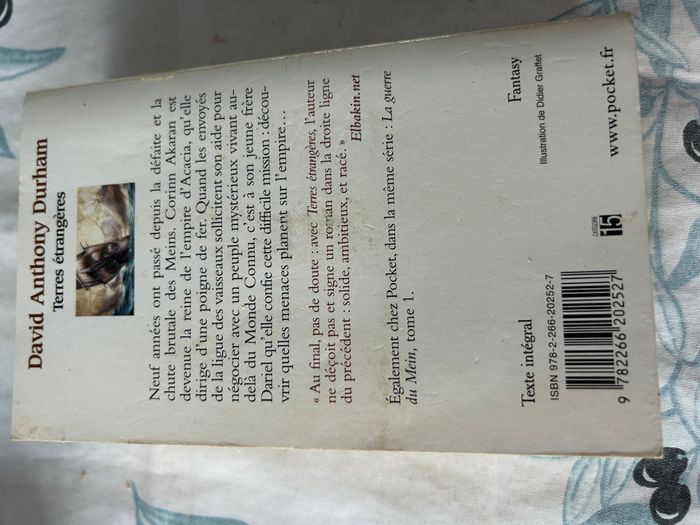 David Anthony Durham
Terres étrangères
Neuf années ont passé depuis la défaite et la
chute brutale des Meins. Corinn Akaran est
devenue la reine de l'empire d'Acacia, qu'elle
dirige d'une poigne de fer. Quand les envoyés
de la ligue des vaisseaux sollicitent son aide pour
négocier avec un peuple mystérieux vivant au-
delà du Monde Connu, c'est à son jeune frère
Dariel qu'elle confie cette difficile mission : décou-
vrir quelles menaces planent sur l'empire…
« Au final, pas de doute : avec Terres étrangères, l'auteur
ne déçoit pas et signe un roman dans la droite ligne
du précédent : solide, ambitieux, et racé. »
Elbakin.net
Également chez Pocket, dans la même série : La guerre
du Mein, tome 1.
Texte intégral
ISBN 978-2-266-20252-7
9 782266 202527
Fantasy
Illustration de Didier Graffet
www.pocket.fr